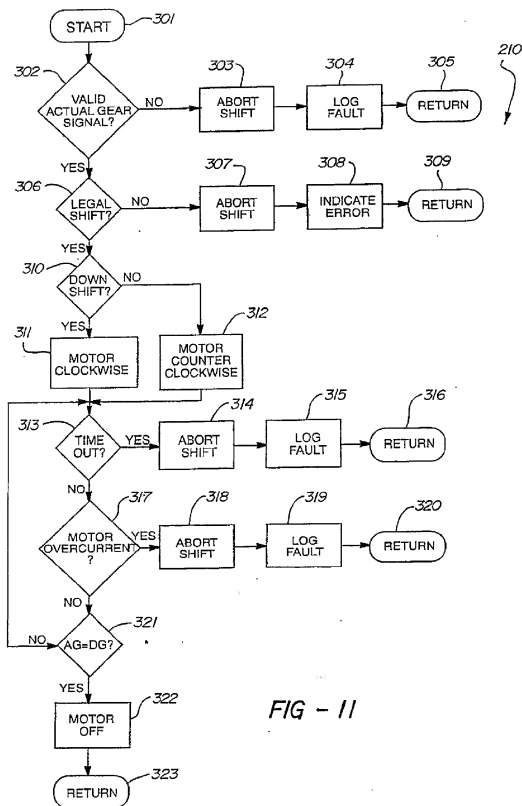 START
301
302
VALID
ACTUAL GEAR
SIGNAL?
NO
303
ABORT
SHIFT
304
LOG
FAULT
305
RETURN
210
YES
306
LEGAL
SHIFT?
NO
307
ABORT
SHIFT
308
INDICATE
ERROR
309
RETURN
YES
310
DOWN
SHIFT?
NO
YES
311
MOTOR
CLOCKWISE
312
MOTOR
COUNTER
CLOCKWISE
313
TIME
OUT?
YES
314
ABORT
SHIFT
315
LOG
FAULT
316
RETURN
NO
317
MOTOR
OVERCURRENT
?
YES
318
ABORT
SHIFT
319
LOG
FAULT
320
RETURN
NO
321
AG=DG?
NO
YES
322
MOTOR
OFF
323
RETURN
FIG - 11